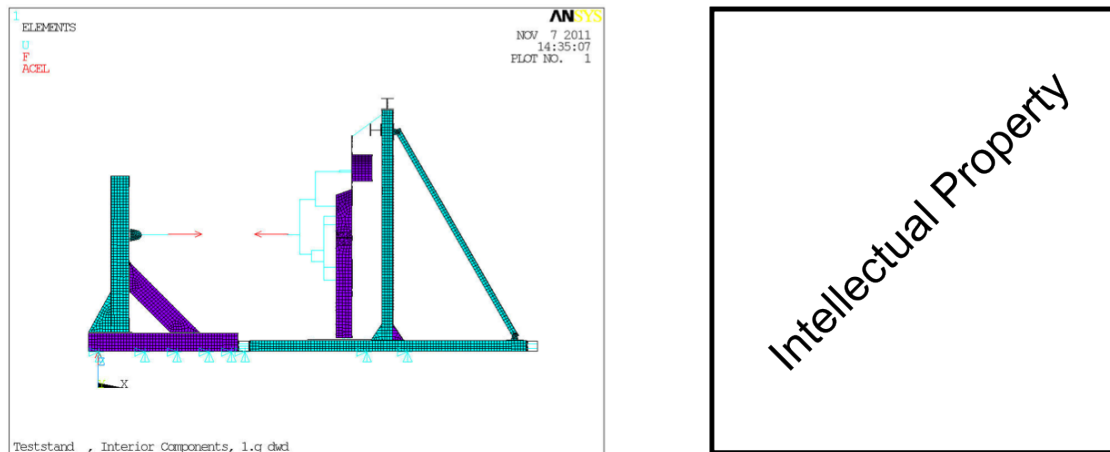 1
ELEMENTS
U
F
ACEL
ANSYS
NOV 7 2011
14:35:07
PLOT NO. 1
X
Teststand , Interior Components, 1.g dwd
Intellectual Property